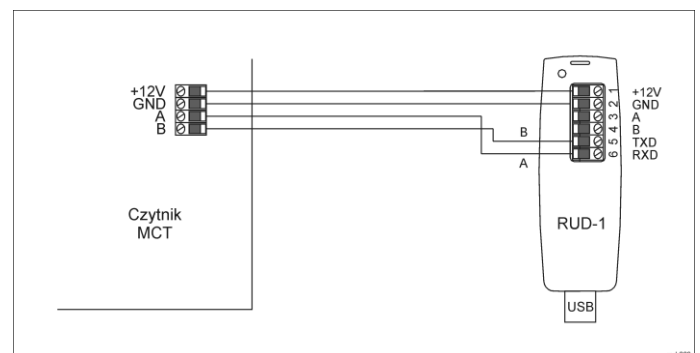 +12V
GND
A
B
Czytnik
MCT
B
A
1
2
3
4
5
6
+12V
GND
A
B
TXD
RXD
RUD-1
USB